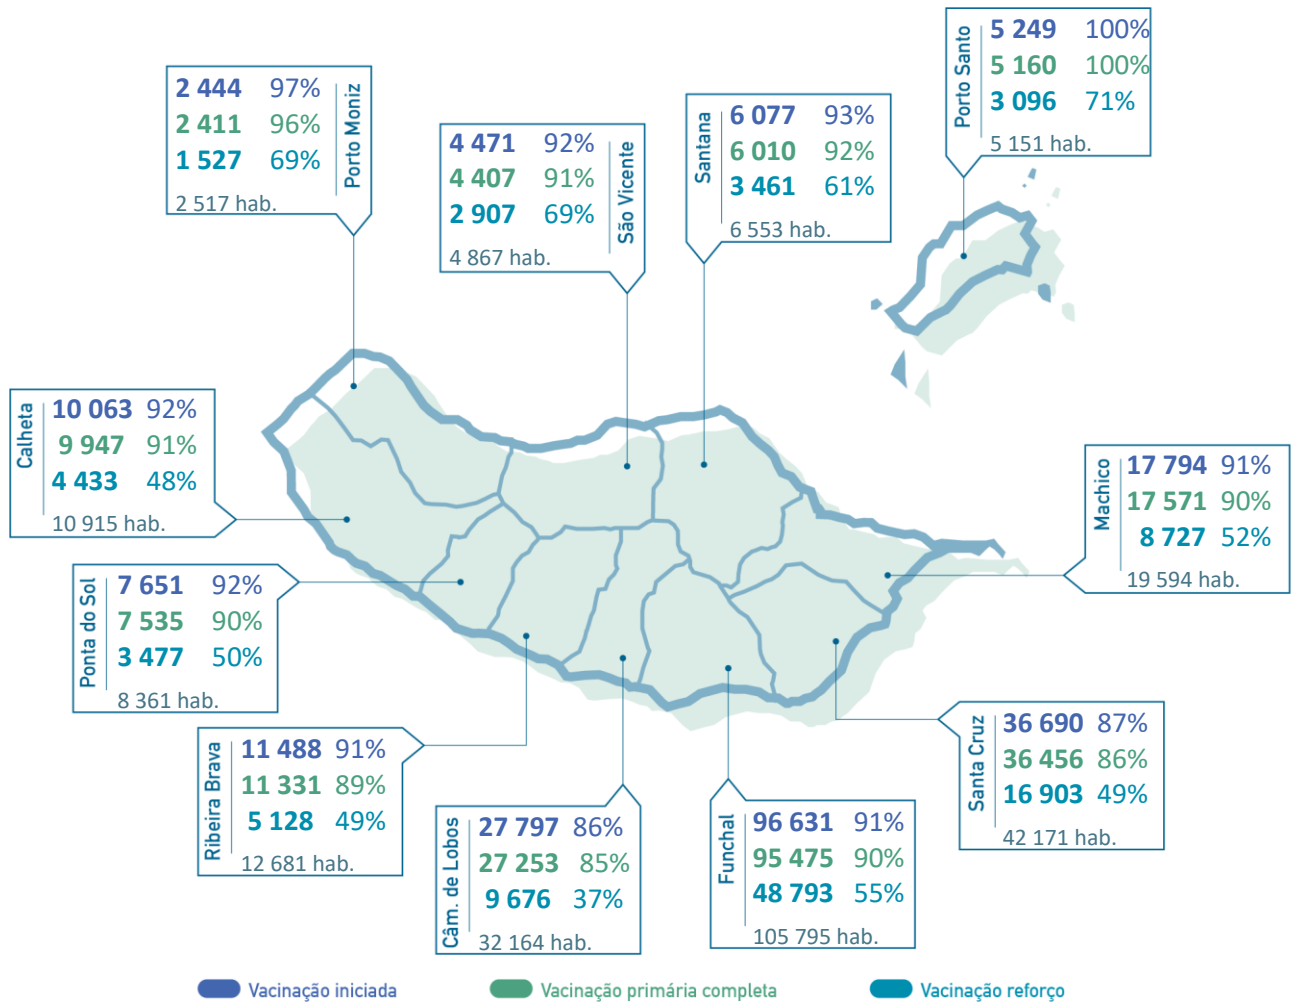 Porto Santo
5 249 100%
5 160 100%
3 096 71%
5 151 hab.
Porto Moniz
2 444 97%
2 411 96%
1 527 69%
2 517 hab.
Santana
6 077 93%
6 010 92%
3 461 61%
6 553 hab.
São Vicente
4 471 92%
4 407 91%
2 907 69%
4 867 hab.
Calheta
10 063 92%
9 947 91%
4 433 48%
10 915 hab.
Machico
17 794 91%
17 571 90%
8 727 52%
19 594 hab.
Ponta do Sol
7 651 92%
7 535 90%
3 477 50%
8 361 hab.
Santa Cruz
36 690 87%
36 456 86%
16 903 49%
42 171 hab.
Ribeira Brava
11 488 91%
11 331 89%
5 128 49%
12 681 hab.
Câm. de Lobos
27 797 86%
27 253 85%
9 676 37%
32 164 hab.
Funchal
96 631 91%
95 475 90%
48 793 55%
105 795 hab.
Vacinação iniciada
Vacinação primária completa
Vacinação reforço